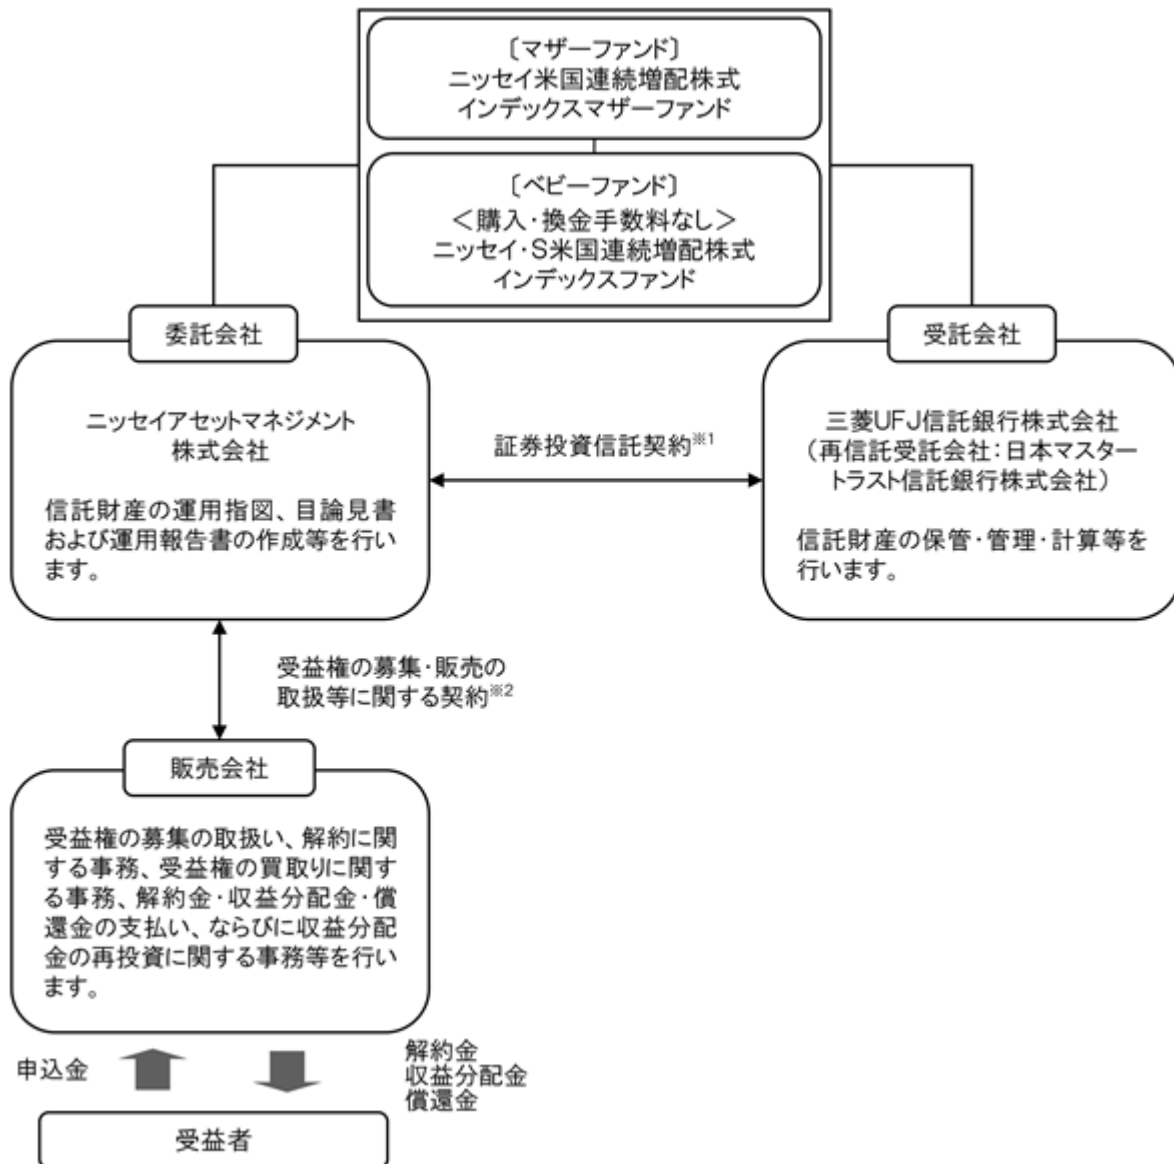 〔マザーファンド〕
ニッセイ米国連続増配株式
インデックスマザーファンド
〔ベビーファンド〕
＜購入・換金手数料なし＞
ニッセイ・S米国連続増配株式
インデックスファンド
委託会社
ニッセイアセットマネジメント
株式会社
信託財産の運用指図、目論見書
および運用報告書の作成等を行い
ます。
証券投資信託契約※1
受託会社
三菱UFJ信託銀行株式会社
（再信託受託会社：日本マスター
トラスト信託銀行株式会社）
信託財産の保管・管理・計算等を
行います。
受益権の募集・販売の
取扱等に関する契約※2
販売会社
受益権の募集の取扱い、解約に関
する事務、受益権の買取りに関す
る事務、解約金・収益分配金・償
還金の支払い、ならびに収益分配
金の再投資に関する事務等を行い
ます。
申込金
解約金
収益分配金
償還金
受益者